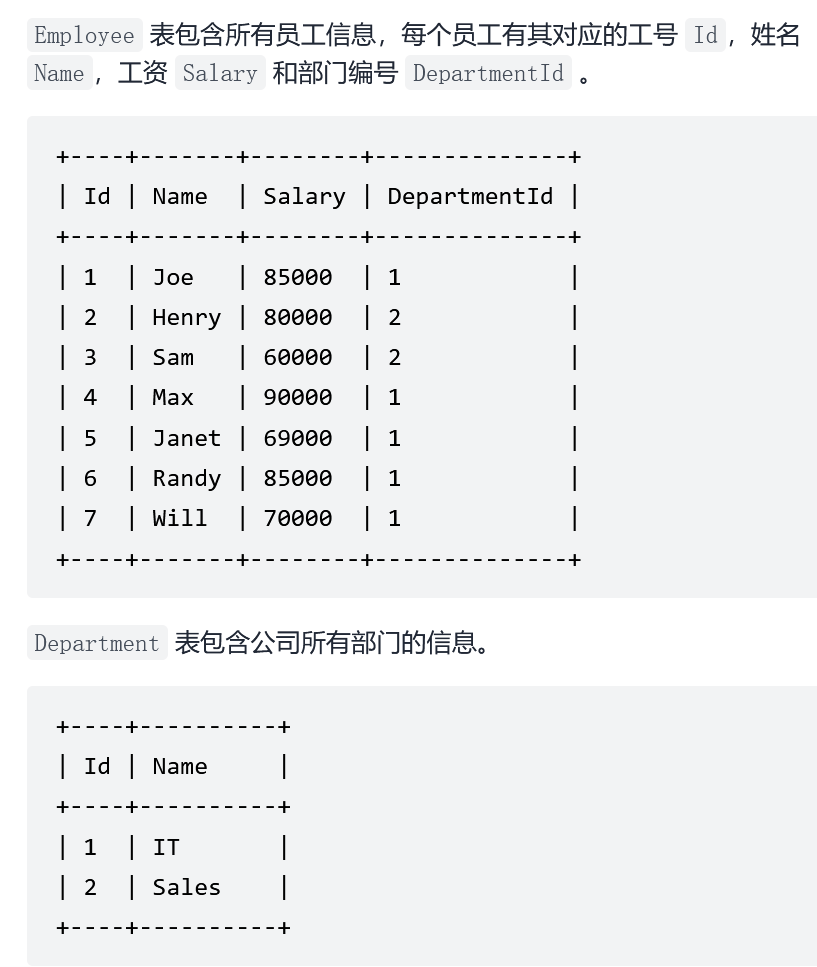 Employee 表包含所有员工信息，每个员工有其对应的工号 Id，姓名
Name，工资 Salary 和部门编号 DepartmentId 。
+----+-------+--------+--------------+
| Id | Name  | Salary | DepartmentId |
+----+-------+--------+--------------+
| 1  | Joe   | 85000  | 1            |
| 2  | Henry | 80000  | 2            |
| 3  | Sam   | 60000  | 2            |
| 4  | Max   | 90000  | 1            |
| 5  | Janet | 69000  | 1            |
| 6  | Randy | 85000  | 1            |
| 7  | Will  | 70000  | 1            |
+----+-------+--------+--------------+
Department 表包含公司所有部门的信息。
+----+----------+
| Id | Name     |
+----+----------+
| 1  | IT       |
| 2  | Sales    |
+----+----------+